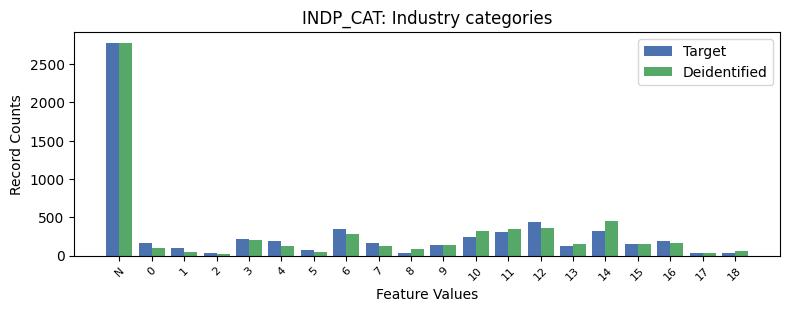 INDP_CAT: Industry categories
Target
Deidentified
Record Counts
2500
2000
1500
1000
500
0
N 0 1 2 3 4 5 6 7 8 9 10 11 12 13 14 15 16 17 18
Feature Values